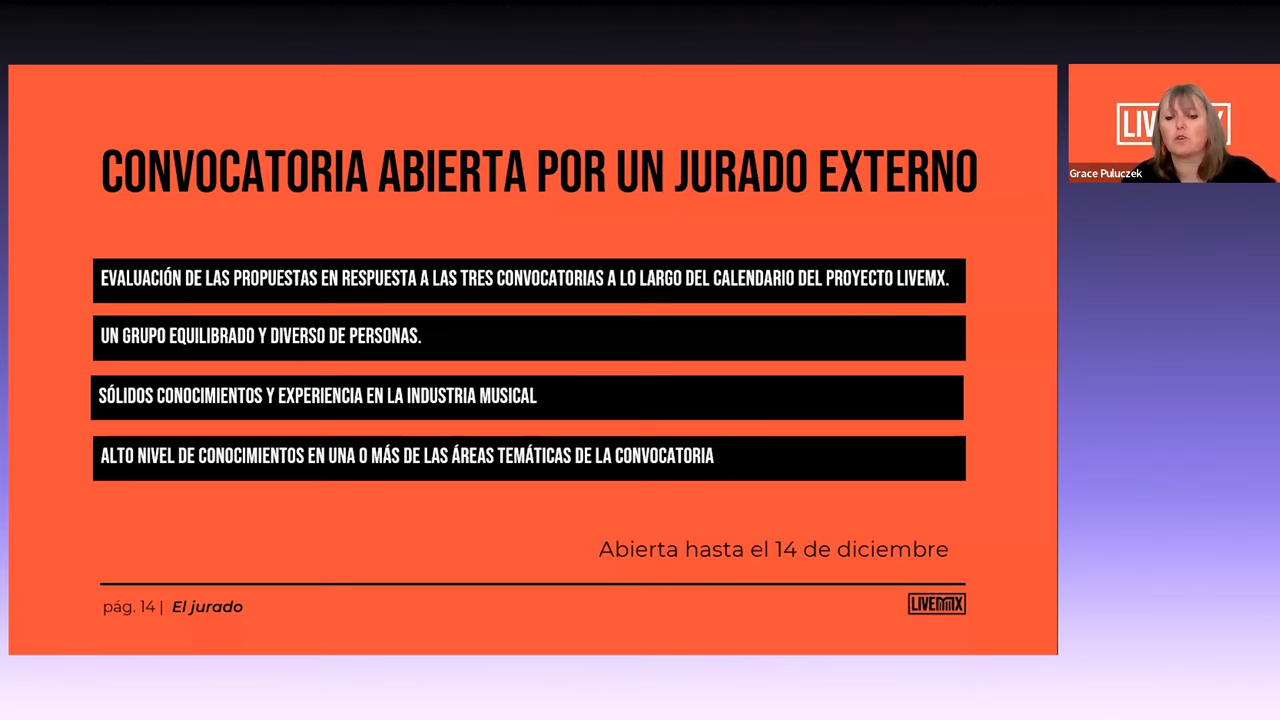 CONVOCATORIA ABIERTA POR UN JURADO EXTERNO
EVALUACIÓN DE LAS PROPUESTAS EN RESPUESTA A LAS TRES CONVOCATORIAS A LO LARGO DEL CALENDARIO DEL PROYECTO LIVEMX.
UN GRUPO EQUILIBRADO Y DIVERSO DE PERSONAS.
SÓLIDOS CONOCIMIENTOS Y EXPERIENCIA EN LA INDUSTRIA MUSICAL
ALTO NIVEL DE CONOCIMIENTOS EN UNA O MÁS DE LAS ÁREAS TEMÁTICAS DE LA CONVOCATORIA
Abierta hasta el 14 de diciembre
pág. 14 | El jurado
LIVEMX
LIV X
Grace Puluczek